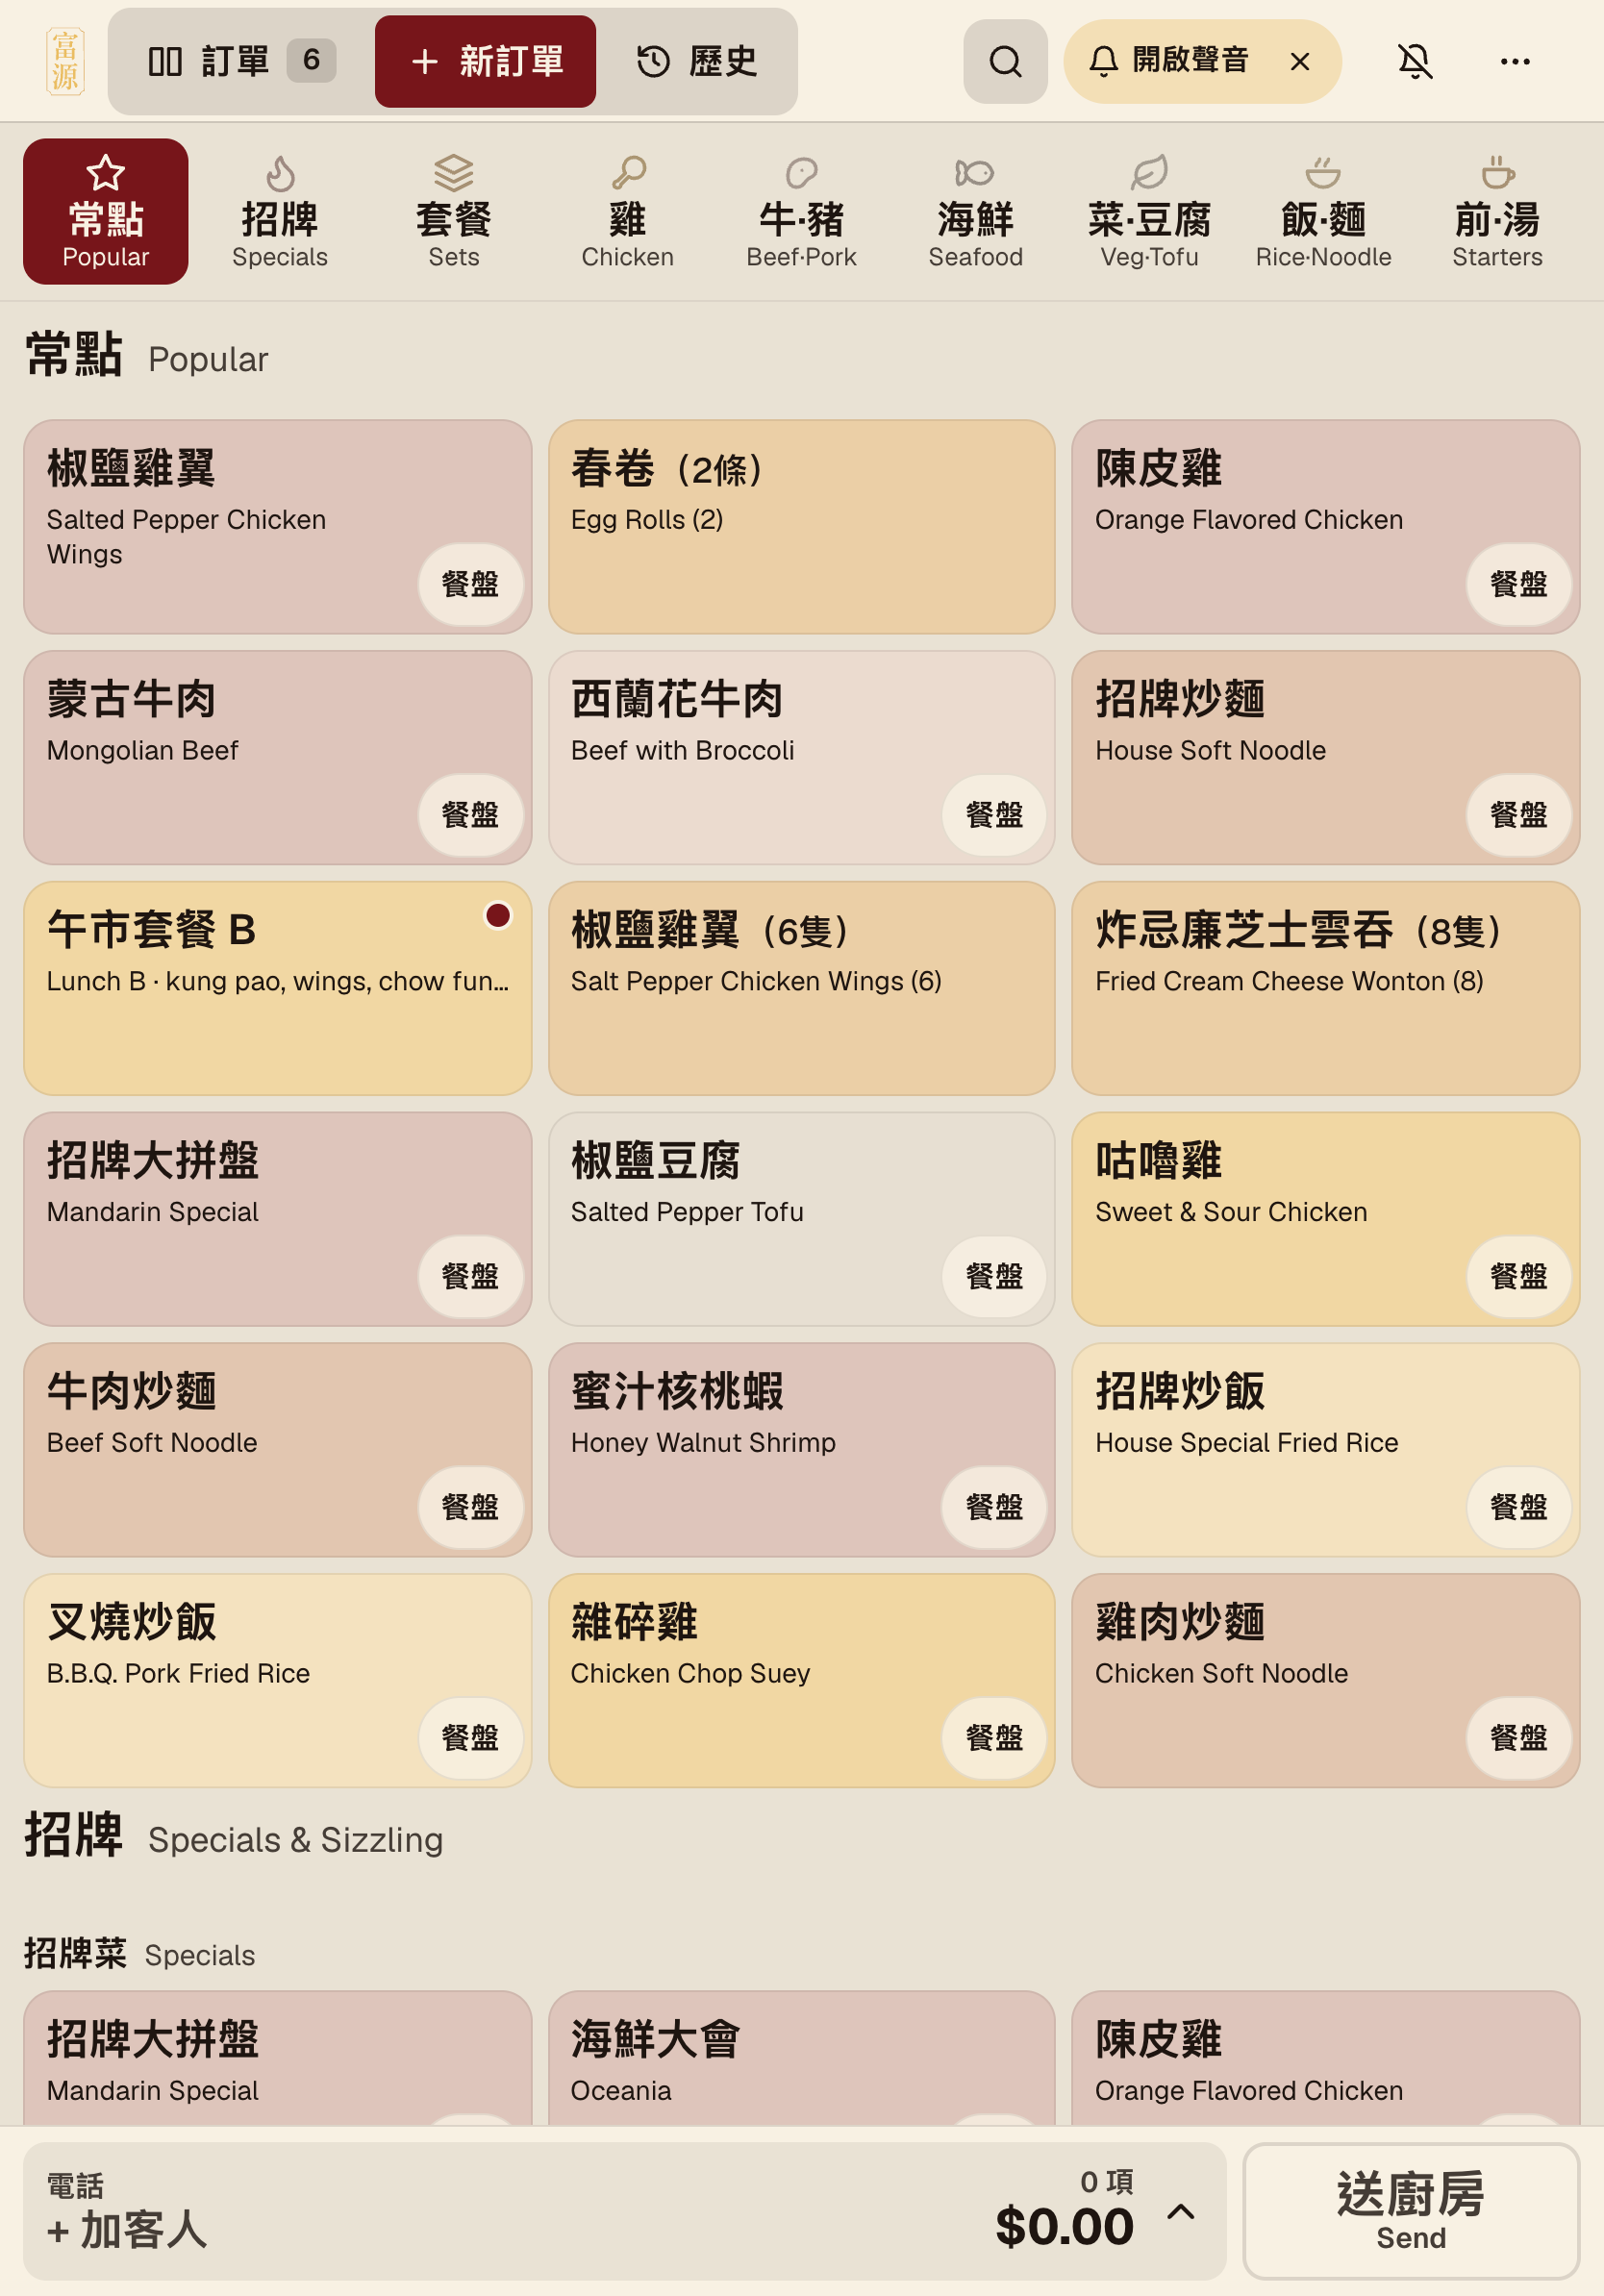 富源
訂單 6
新訂單
歷史
開啟聲音
常點
Popular
招牌
Specials
套餐
Sets
雞
Chicken
牛·豬
Beef·Pork
海鮮
Seafood
菜·豆腐
Veg·Tofu
飯·麵
Rice·Noodle
前·湯
Starters
常點 Popular
椒鹽雞翼
Salted Pepper Chicken
Wings
餐盤
春卷（2條）
Egg Rolls (2)
陳皮雞
Orange Flavored Chicken
餐盤
蒙古牛肉
Mongolian Beef
餐盤
西蘭花牛肉
Beef with Broccoli
餐盤
招牌炒麵
House Soft Noodle
餐盤
午市套餐 B
Lunch B · kung pao, wings, chow fun...
椒鹽雞翼（6隻）
Salt Pepper Chicken Wings (6)
炸忌廉芝士雲吞（8隻）
Fried Cream Cheese Wonton (8)
招牌大拼盤
Mandarin Special
餐盤
椒鹽豆腐
Salted Pepper Tofu
餐盤
咕嚕雞
Sweet & Sour Chicken
餐盤
牛肉炒麵
Beef Soft Noodle
餐盤
蜜汁核桃蝦
Honey Walnut Shrimp
餐盤
招牌炒飯
House Special Fried Rice
餐盤
叉燒炒飯
B.B.Q. Pork Fried Rice
餐盤
雜碎雞
Chicken Chop Suey
餐盤
雞肉炒麵
Chicken Soft Noodle
餐盤
招牌 Specials & Sizzling
招牌菜 Specials
招牌大拼盤
Mandarin Special
海鮮大會
Oceania
陳皮雞
Orange Flavored Chicken
電話
+ 加客人
0 項
$0.00
送廚房
Send